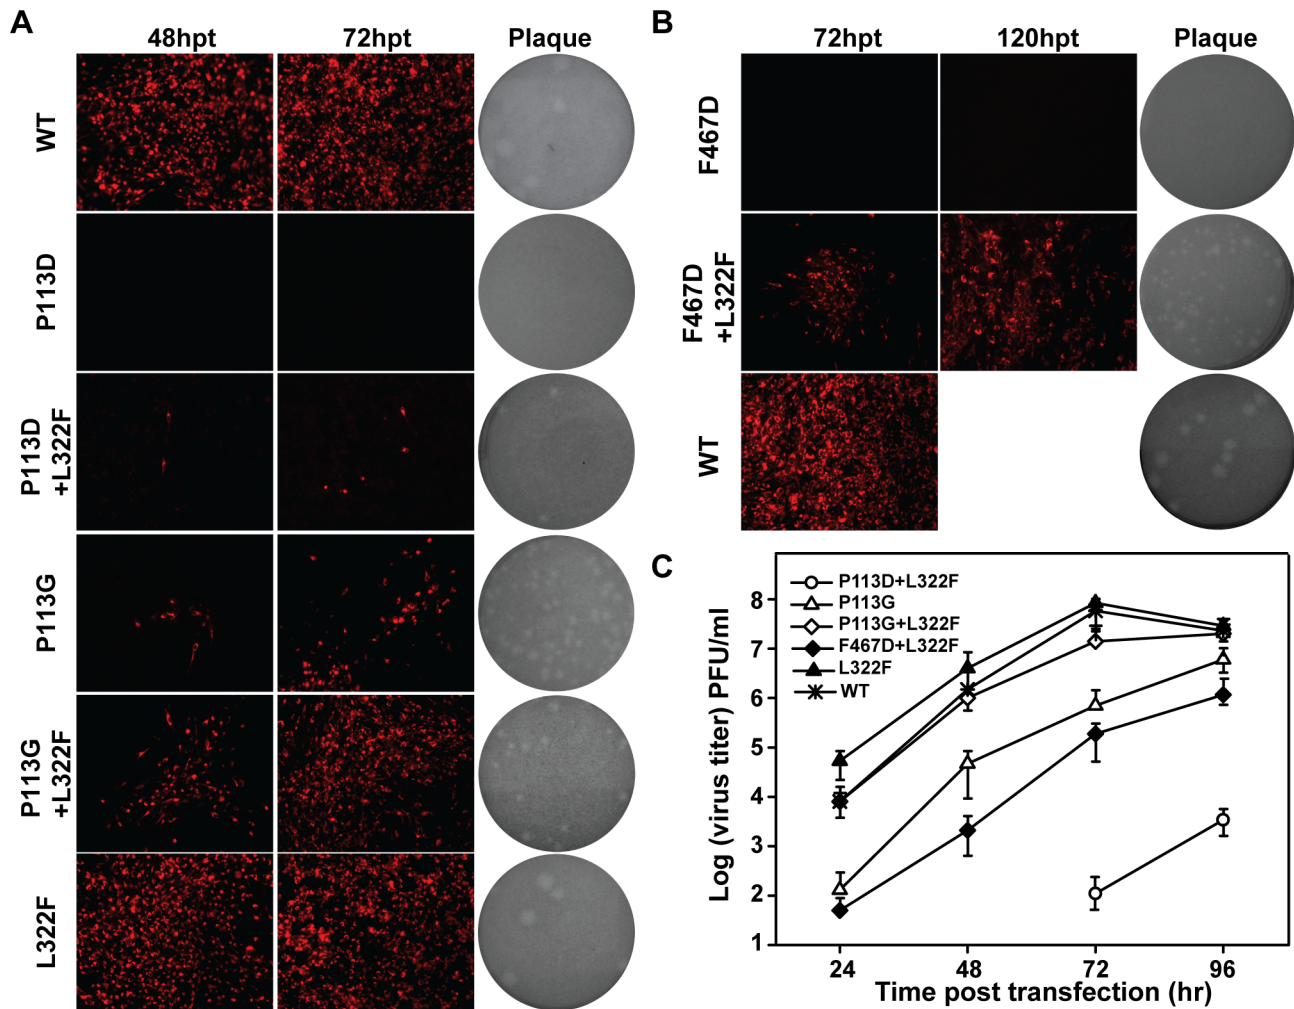 A
48hpt 72hpt Plaque
WT
P113D
P113D
+L322F
P113G
P113G
+L322F
L322F
B
72hpt 120hpt Plaque
F467D
F467D
+L322F
WT
C
P113D+L322F
P113G
P113G+L322F
F467D+L322F
L322F
WT
Log (virus titer) PFU/ml
8
7
6
5
4
3
2
1
24 48 72 96
Time post transfection (hr)